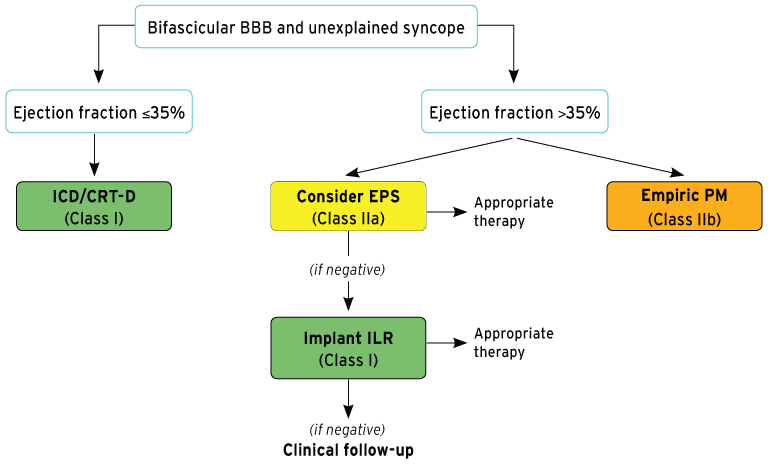 Bifascicular BBB and unexplained syncope
Ejection fraction ≤35%
Ejection fraction >35%
ICD/CRT-D
(Class I)
Consider EPS
(Class IIa)
Appropriate
therapy
Empiric PM
(Class IIb)
(if negative)
Implant ILR
(Class I)
Appropriate
therapy
(if negative)
Clinical follow-up